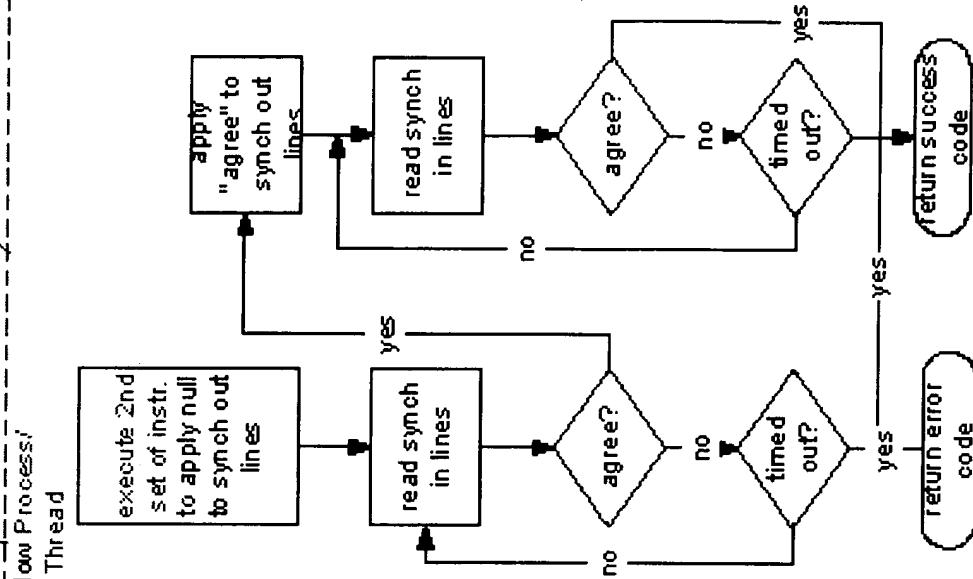 low Process/
Thread
execute 2nd
set of instr.
to apply null
to synch out
lines
read synch
in lines
agree?
no
timed
out?
no
yes
return error
code
yes
apply
"agree" to
synch out
lines
read synch
in lines
agree?
no
timed
out?
no
yes
yes
return success
code